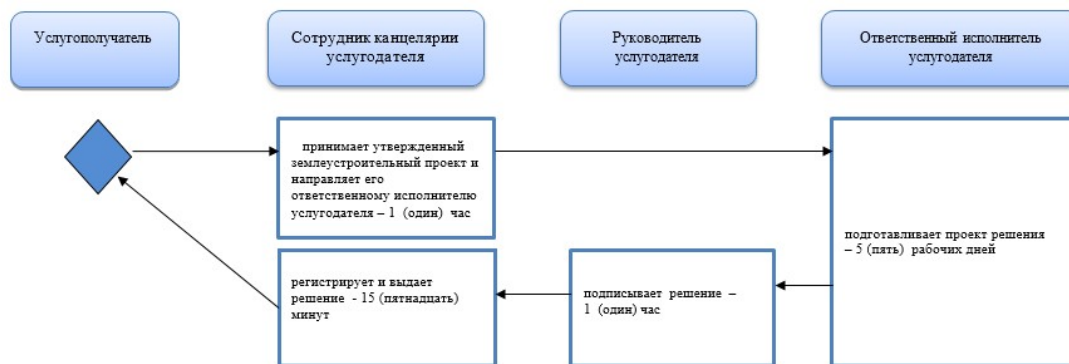 Услугополучатель
Сотрудник канцелярии
услугодателя
Руководитель
услугодателя
Ответственный исполнитель
услугодателя
принимает утвержденный
землеустроительный проект и
направляет его
ответственному исполнителю
услугодателя – 1 (один) час
подготавливает проект решения
– 5 (пять) рабочих дней
регистрирует и выдает
решение - 15 (пятнадцать)
минут
подписывает решение –
1 (один) час